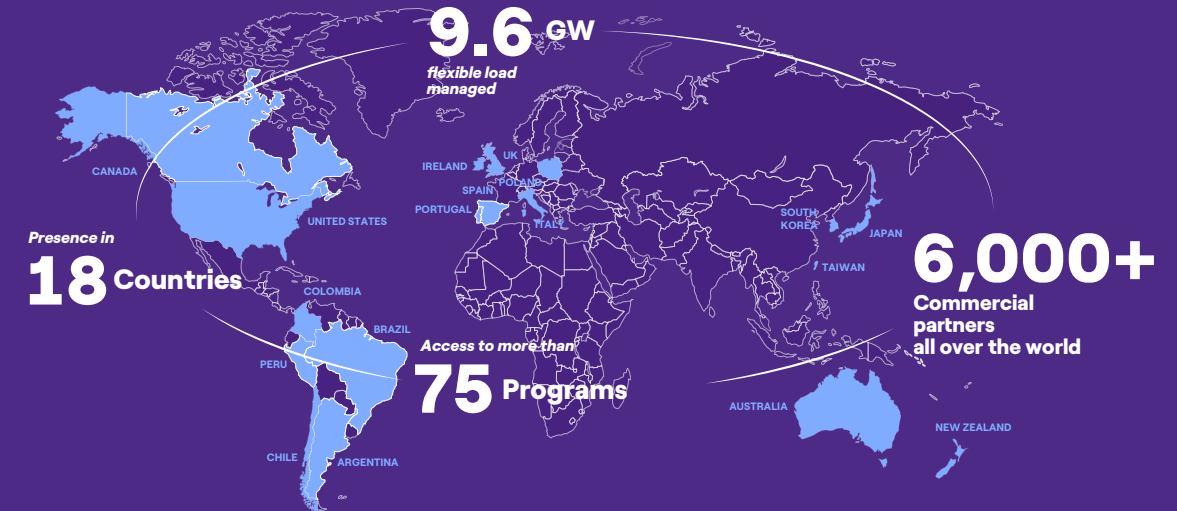 9.6 GW
flexible load
managed
CANADA
UNITED STATES
IRELAND
UK
POLAND
SPAIN
PORTUGAL
ITALY
SOUTH
KOREA
JAPAN
TAIWAN
Presence in
18 Countries
6,000+
Commercial
partners
all over the world
COLOMBIA
BRAZIL
PERU
Access to more than
75 Programs
CHILE
ARGENTINA
AUSTRALIA
NEW ZEALAND